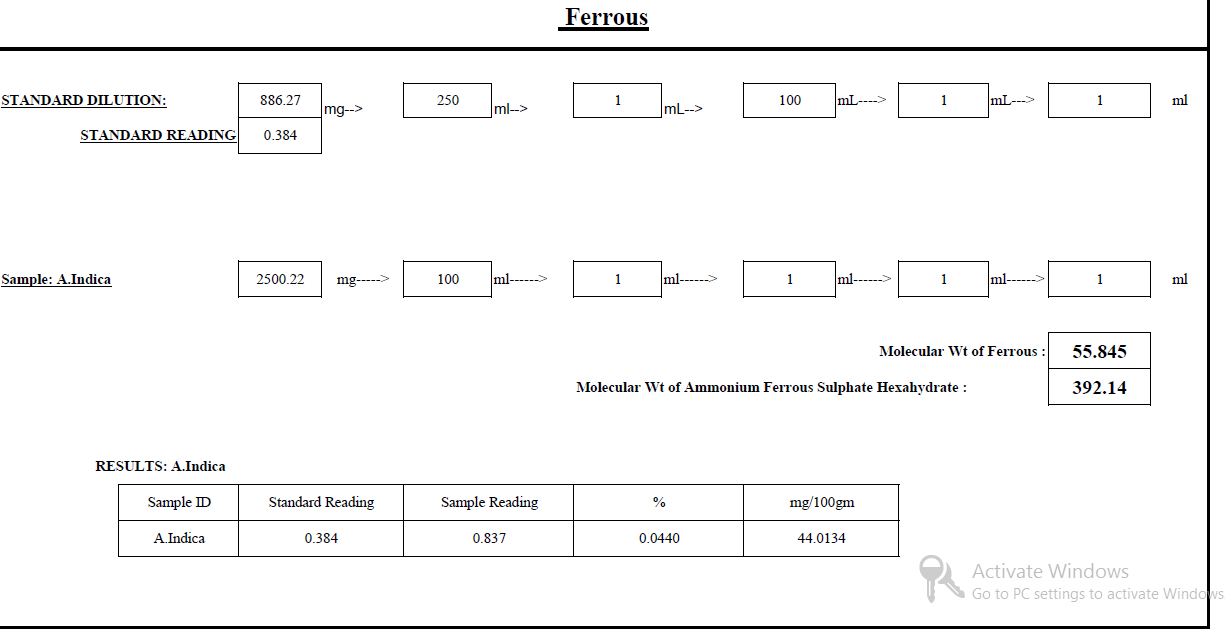 Ferrous
STANDARD DILUTION: 886.27 mg--> 250 ml--> 1 mL--> 100 mL----> 1 mL---> 1 ml
STANDARD READING 0.384
Sample: A.Indica 2500.22 mg-----> 100 ml------> 1 ml------> 1 ml------> 1 ml------> 1 ml
Molecular Wt of Ferrous : 55.845
Molecular Wt of Ammonium Ferrous Sulphate Hexahydrate : 392.14
RESULTS: A.Indica
Sample ID Standard Reading Sample Reading % mg/100gm
A.Indica 0.384 0.837 0.0440 44.0134
Activate Windows
Go to PC settings to activate Windows